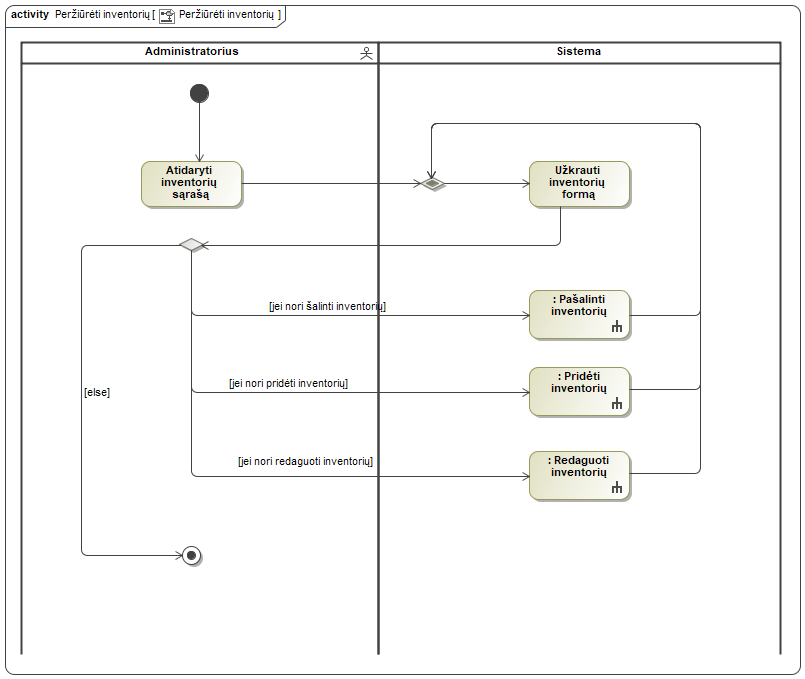 activity Peržiūrėti inventorių [ Peržiūrėti inventorių ]
Administratorius
Sistema
Atidaryti
inventorių
sąrašą
Užkrauti
inventorių
formą
[jei nori šalinti inventorių]
: Pašalinti
inventorių
[jei nori pridėti inventorių]
: Pridėti
inventorių
[else]
[jei nori redaguoti inventorių]
: Redaguoti
inventorių